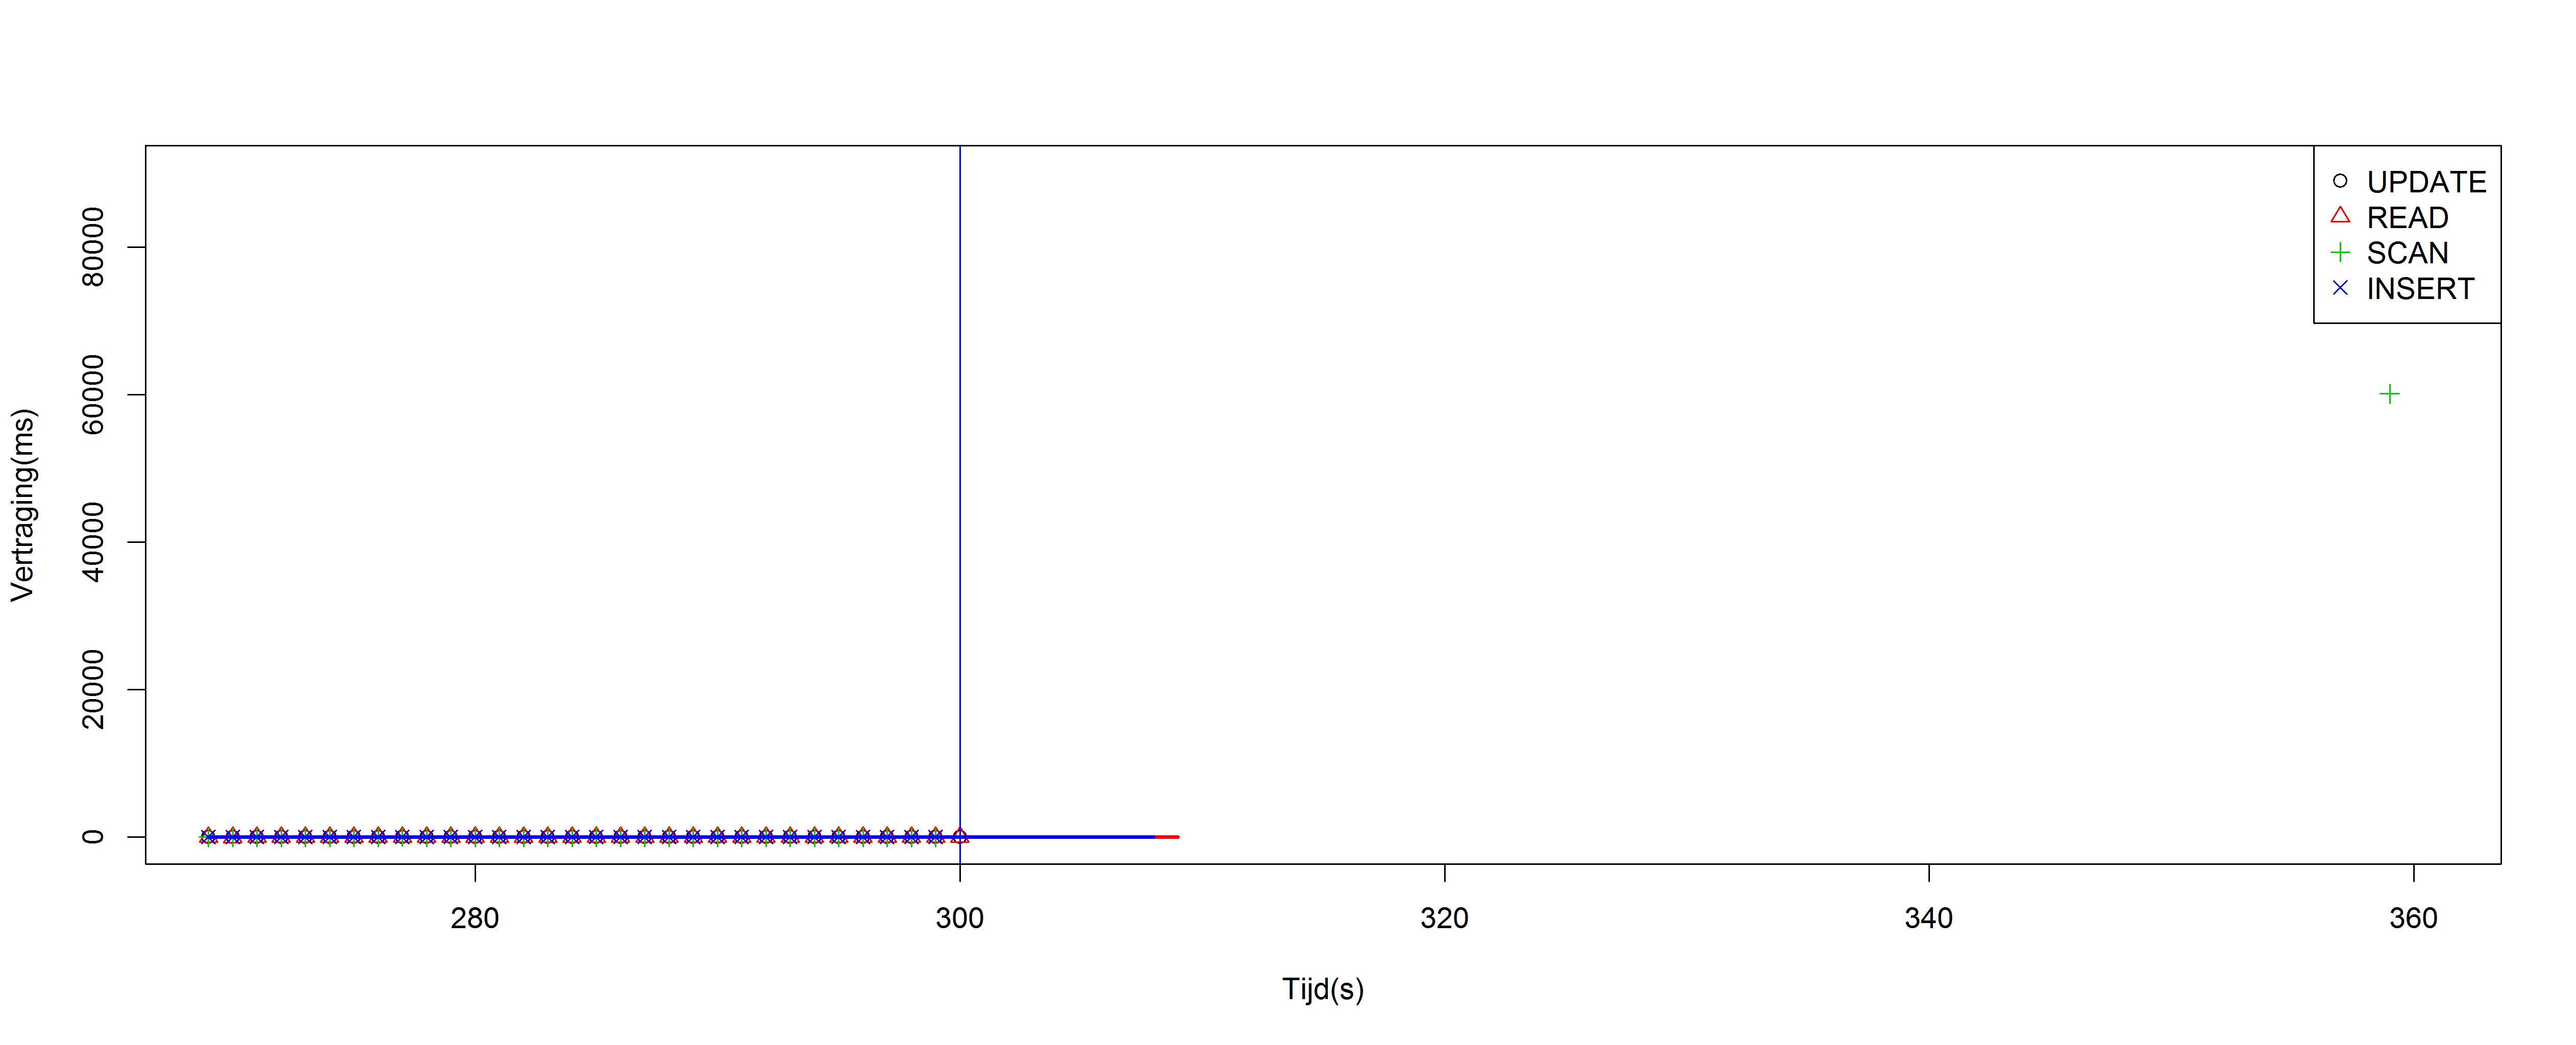 UPDATE
READ
SCAN
INSERT
Vertraging(ms)
80000
60000
40000
20000
0
280
300
320
340
360
Tijd(s)